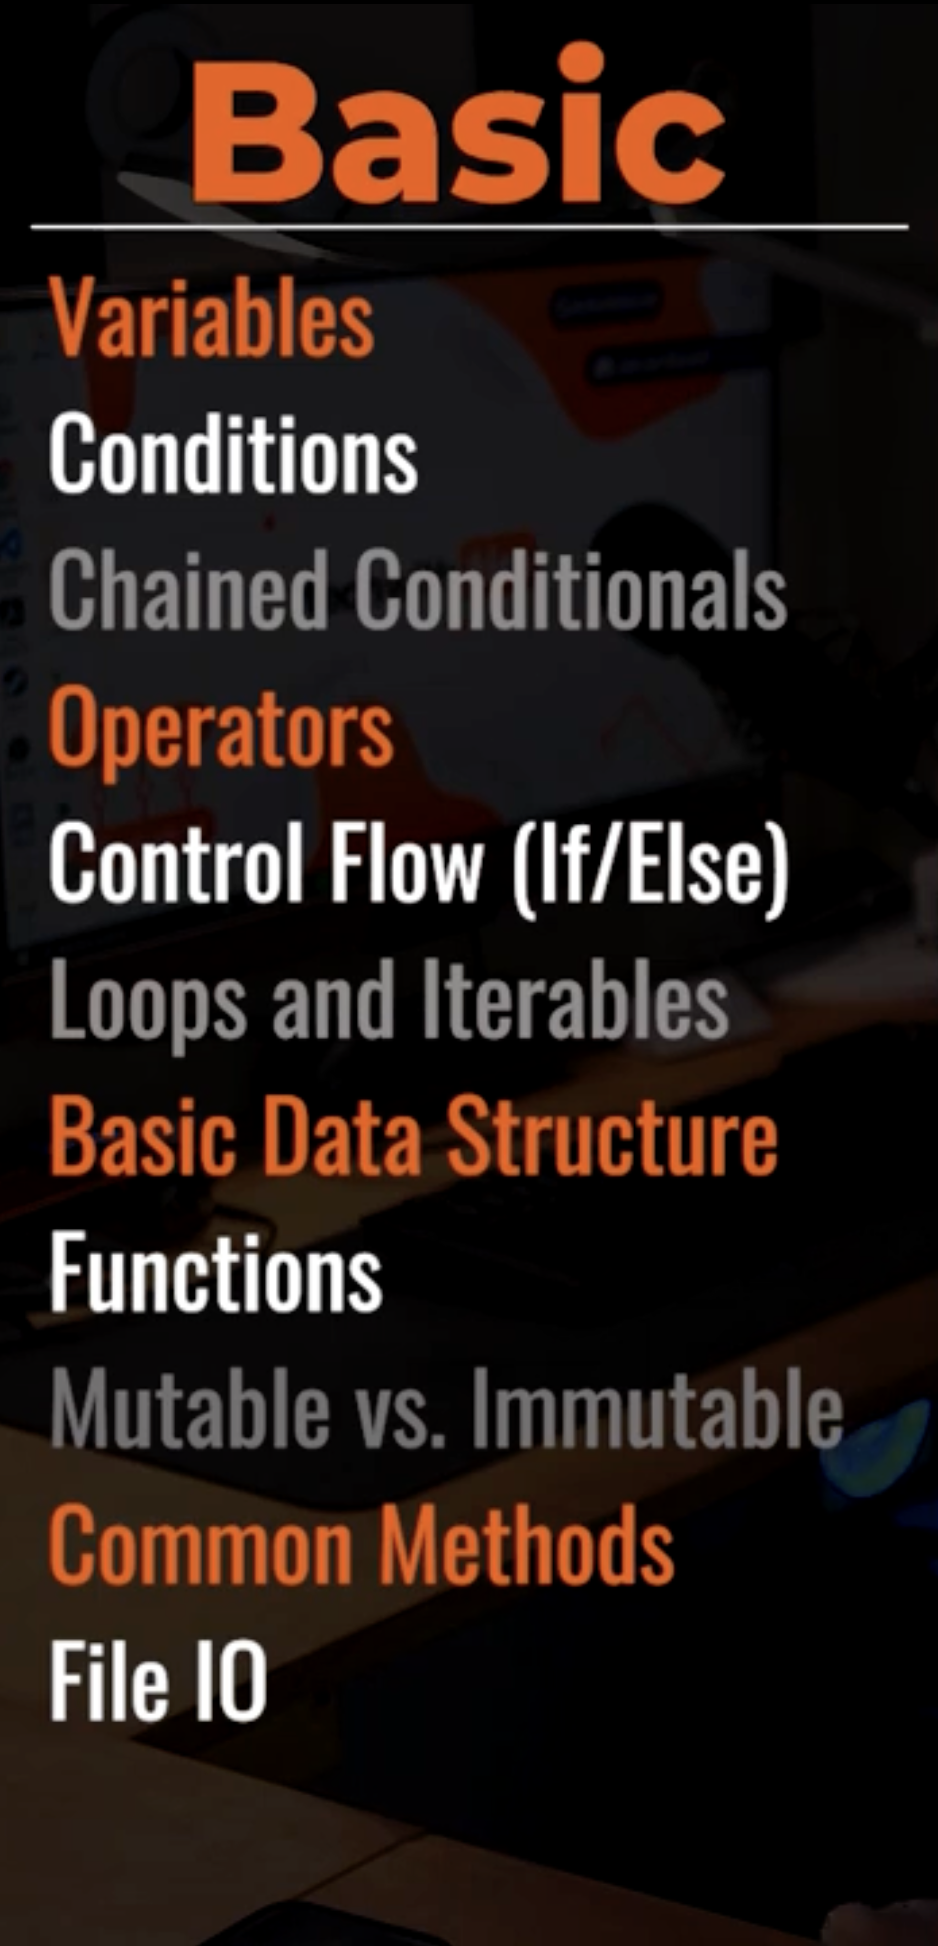 Basic
Variables
Conditions
Chained Conditionals
Operators
Control Flow (If/Else)
Loops and Iterables
Basic Data Structure
Functions
Mutable vs. Immutable
Common Methods
File IO